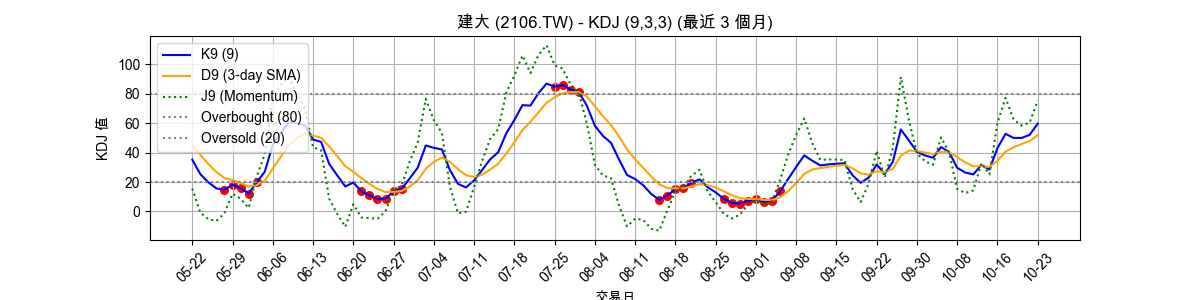 建大 (2106.TW) - KDJ (9,3,3) (最近 3 個月)
K9 (9)
D9 (3-day SMA)
J9 (Momentum)
Overbought (80)
Oversold (20)
KDJ 值
100
80
60
40
20
0
05-22 05-29 06-06 06-13 06-20 06-27 07-04 07-11 07-18 07-25 08-04 08-11 08-18 08-25 09-01 09-08 09-15 09-22 09-30 10-08 10-16 10-23
交易日